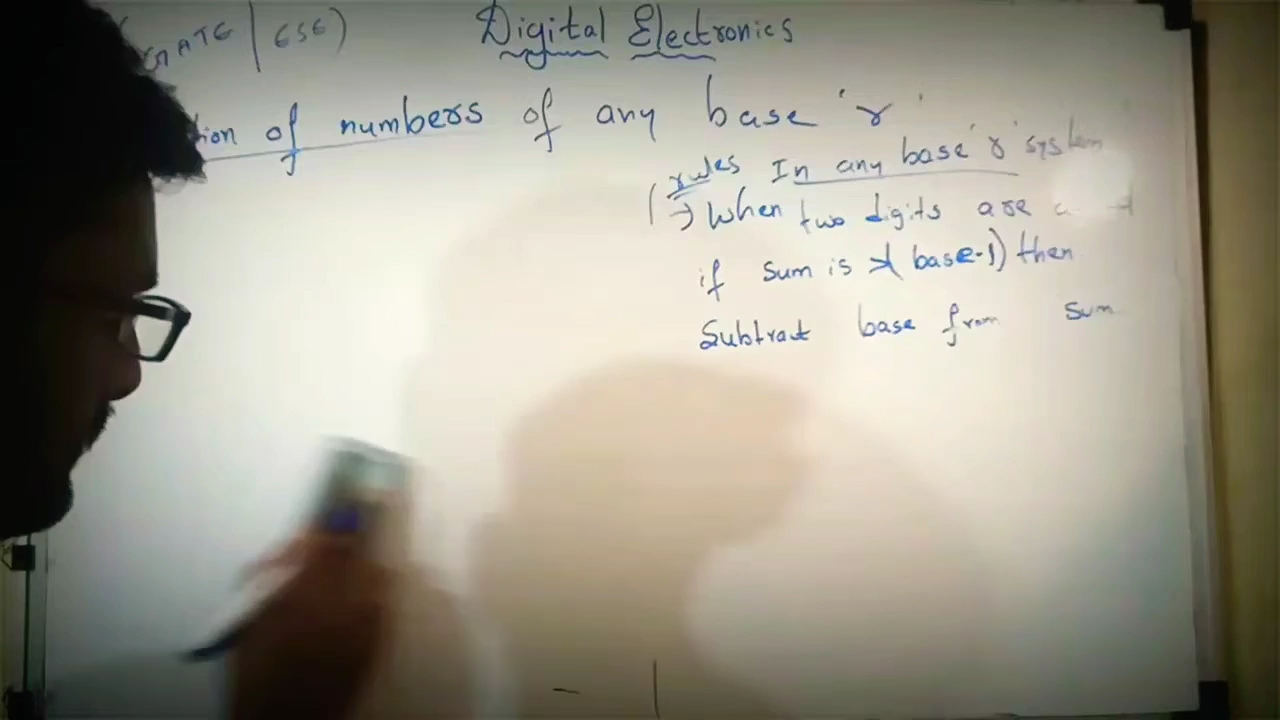 GATE | ESE)
Digital Electronics
tion of numbers of any base 'r'
(rules In any base 'r' system
→ When two digits are
if sum is > (base-1) then
Subtract base from sum